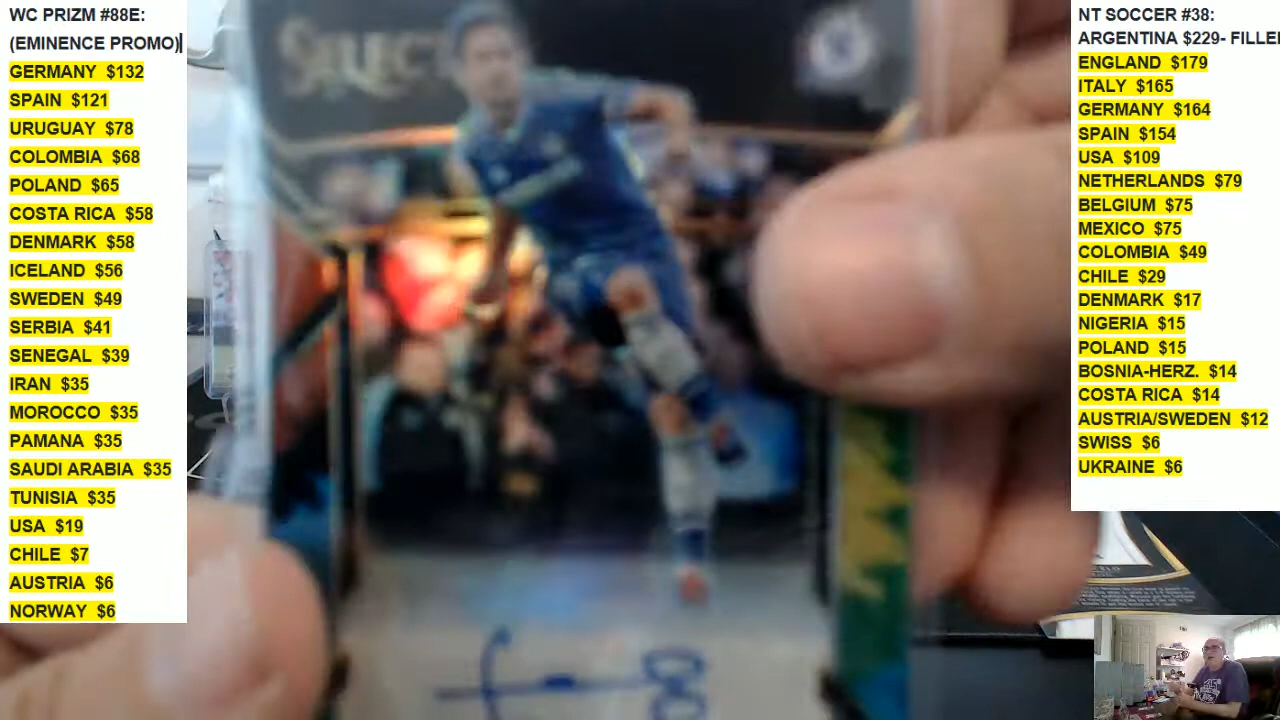 WC PRIZM #88E:
(EMINENCE PROMO)
GERMANY $132
SPAIN $121
URUGUAY $78
COLOMBIA $68
POLAND $65
COSTA RICA $58
DENMARK $58
ICELAND $56
SWEDEN $49
SERBIA $41
SENEGAL $39
IRAN $35
MOROCCO $35
PAMANA $35
SAUDI ARABIA $35
TUNISIA $35
USA $19
CHILE $7
AUSTRIA $6
NORWAY $6
SELECT
NT SOCCER #38:
ARGENTINA $229- FILLE
ENGLAND $179
ITALY $165
GERMANY $164
SPAIN $154
USA $109
NETHERLANDS $79
BELGIUM $75
MEXICO $75
COLOMBIA $49
CHILE $29
DENMARK $17
NIGERIA $15
POLAND $15
BOSNIA-HERZ. $14
COSTA RICA $14
AUSTRIA/SWEDEN $12
SWISS $6
UKRAINE $6